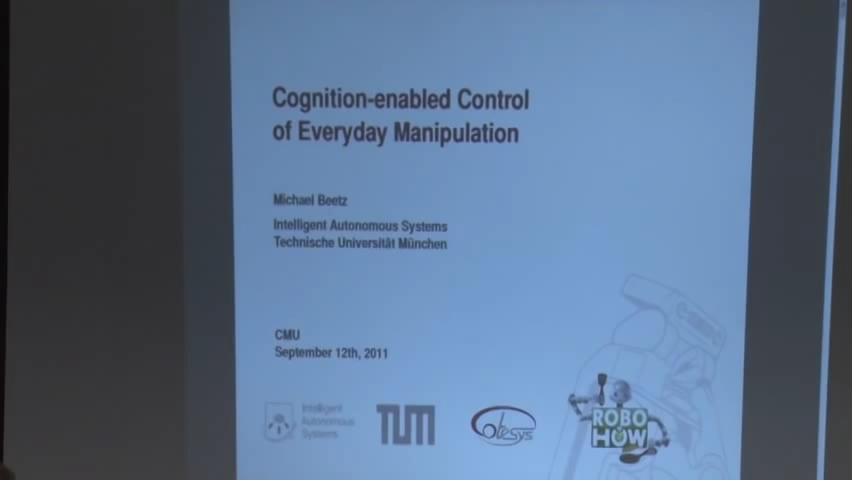 Cognition-enabled Control
of Everyday Manipulation
Michael Beetz
Intelligent Autonomous Systems
Technische Universität München
CMU
September 12th, 2011
Intelligent
Autonomous
Systems
TUM
CoteSys
ROBO
HOW